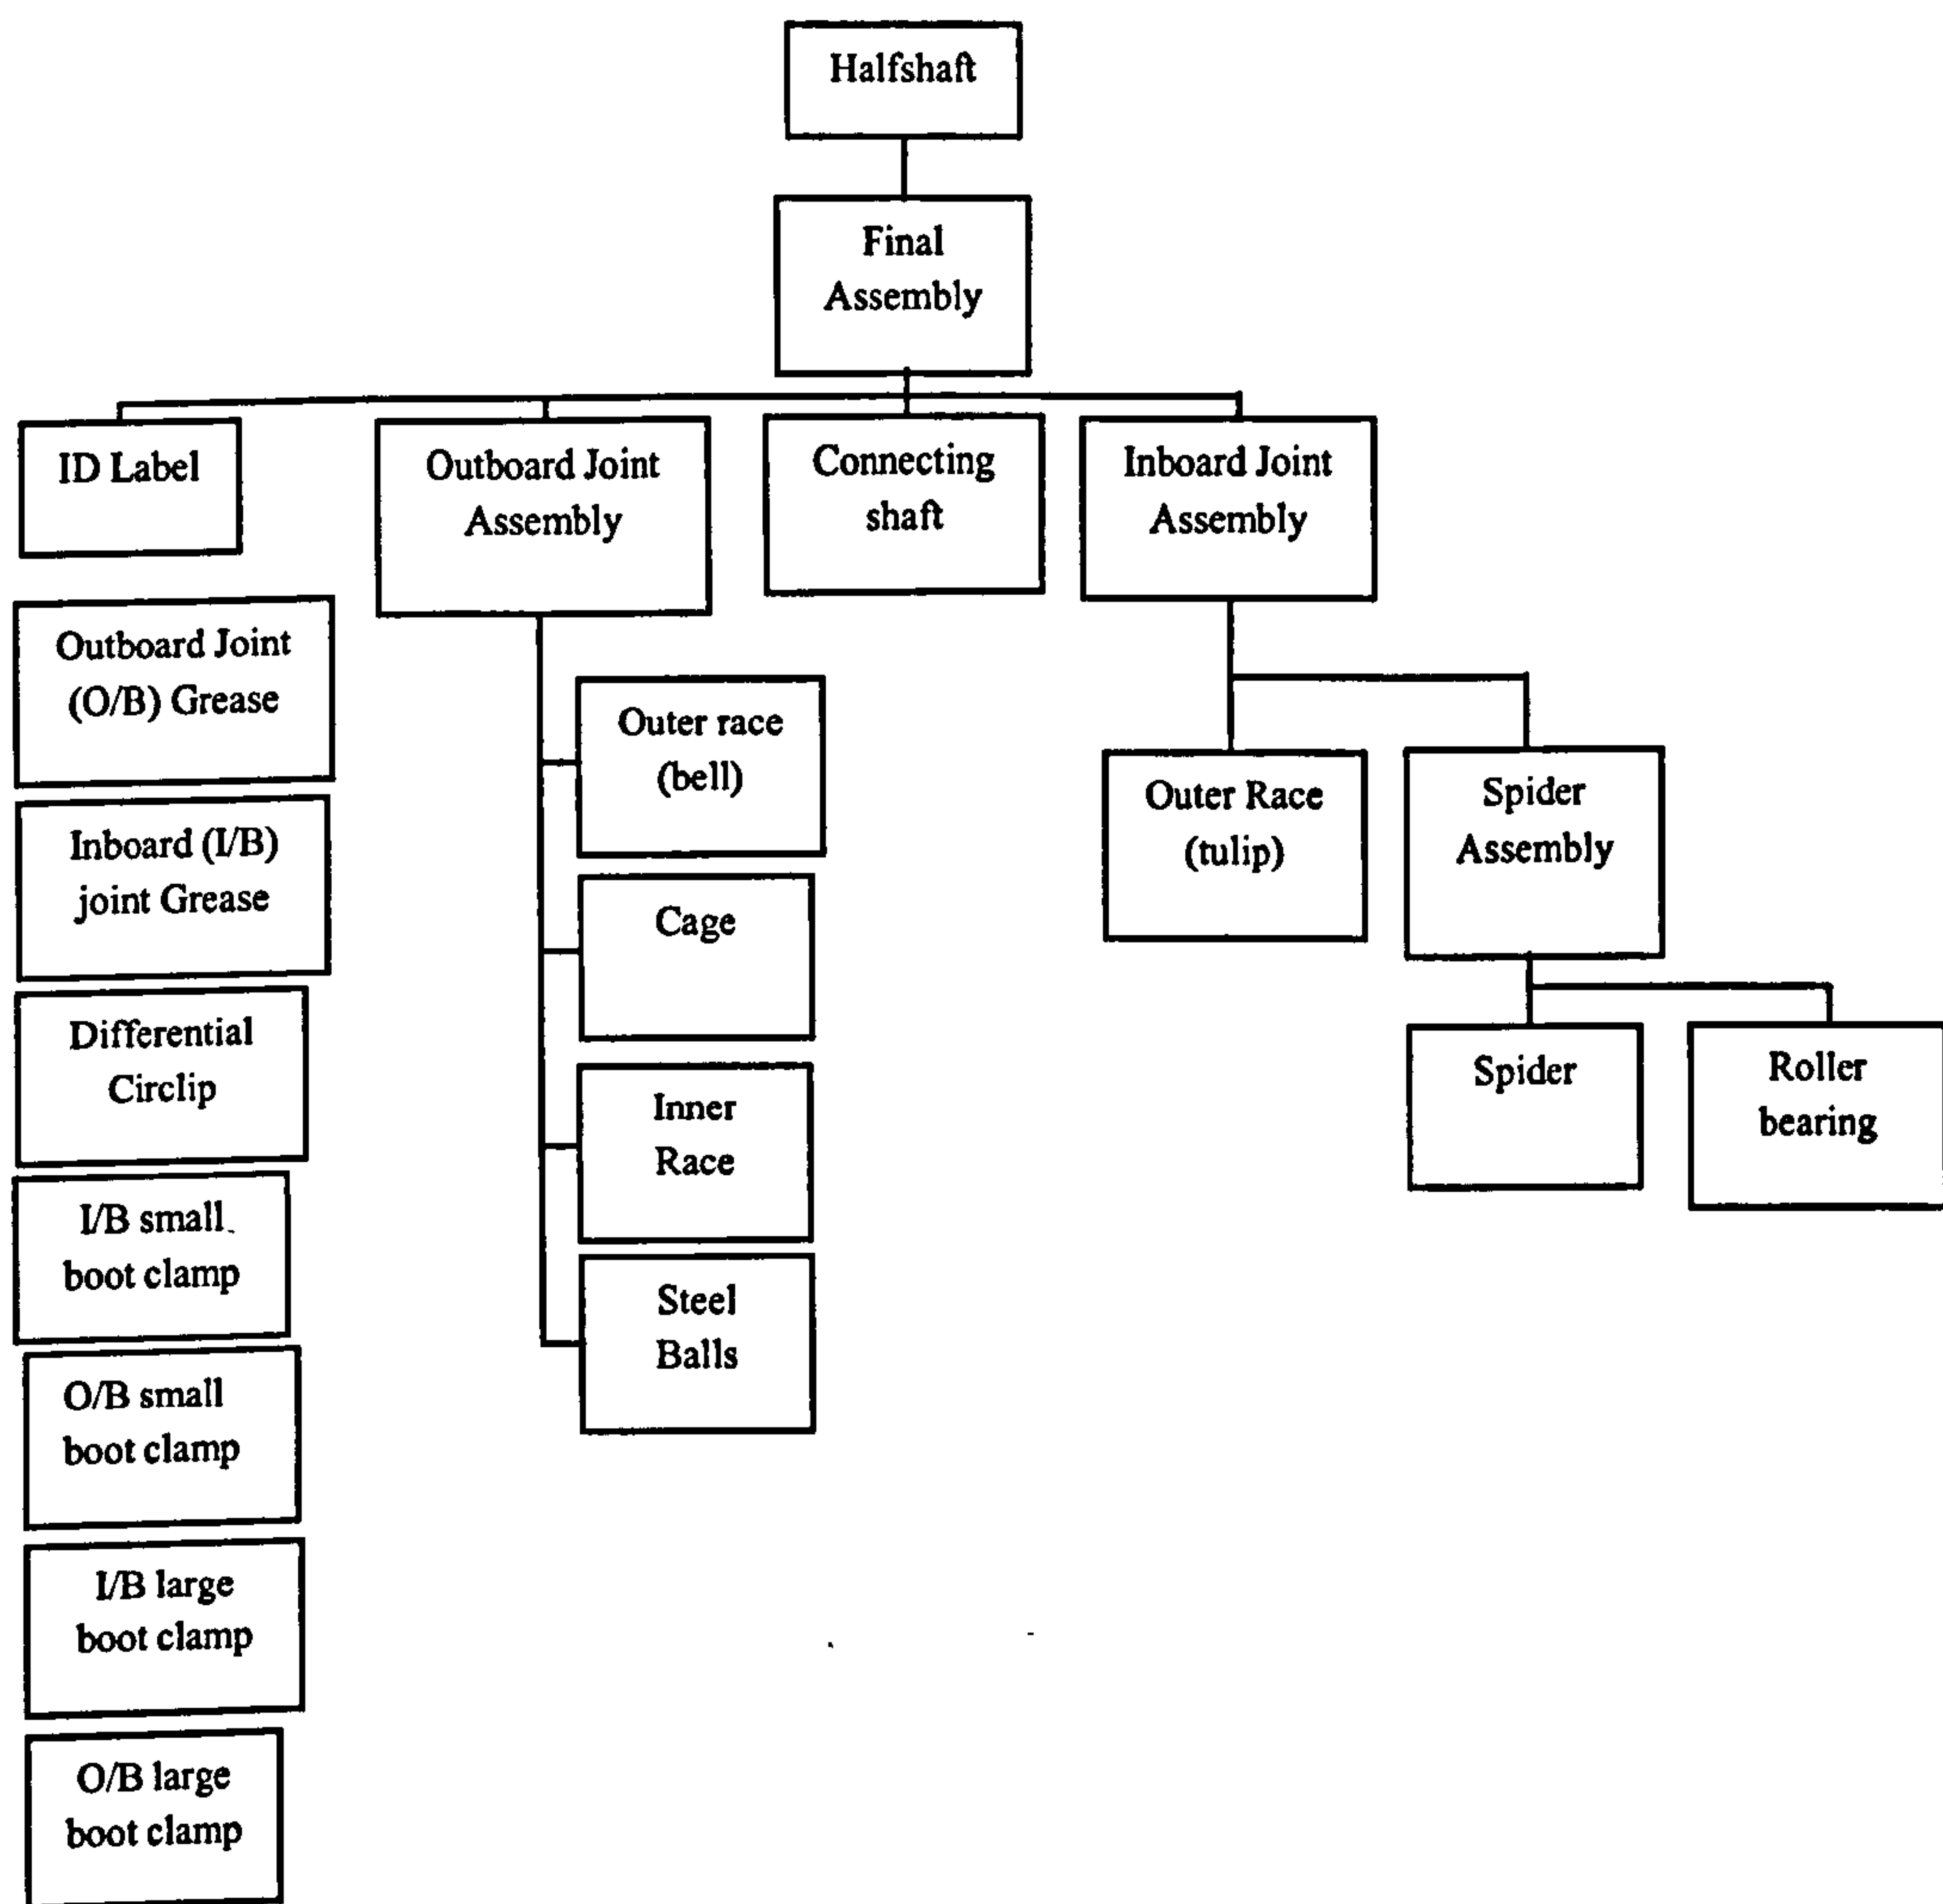 Halfshaft
Final
Assembly
ID Label
Outboard Joint
Assembly
Connecting
shaft
Inboard Joint
Assembly
Outboard Joint
(O/B) Grease
Inboard (I/B)
joint Grease
Differential
Circlip
I/B small
boot clamp
O/B small
boot clamp
I/B large
boot clamp
O/B large
boot clamp
Outer race
(bell)
Cage
Inner
Race
Steel
Balls
Outer Race
(tulip)
Spider
Assembly
Spider
Roller
bearing